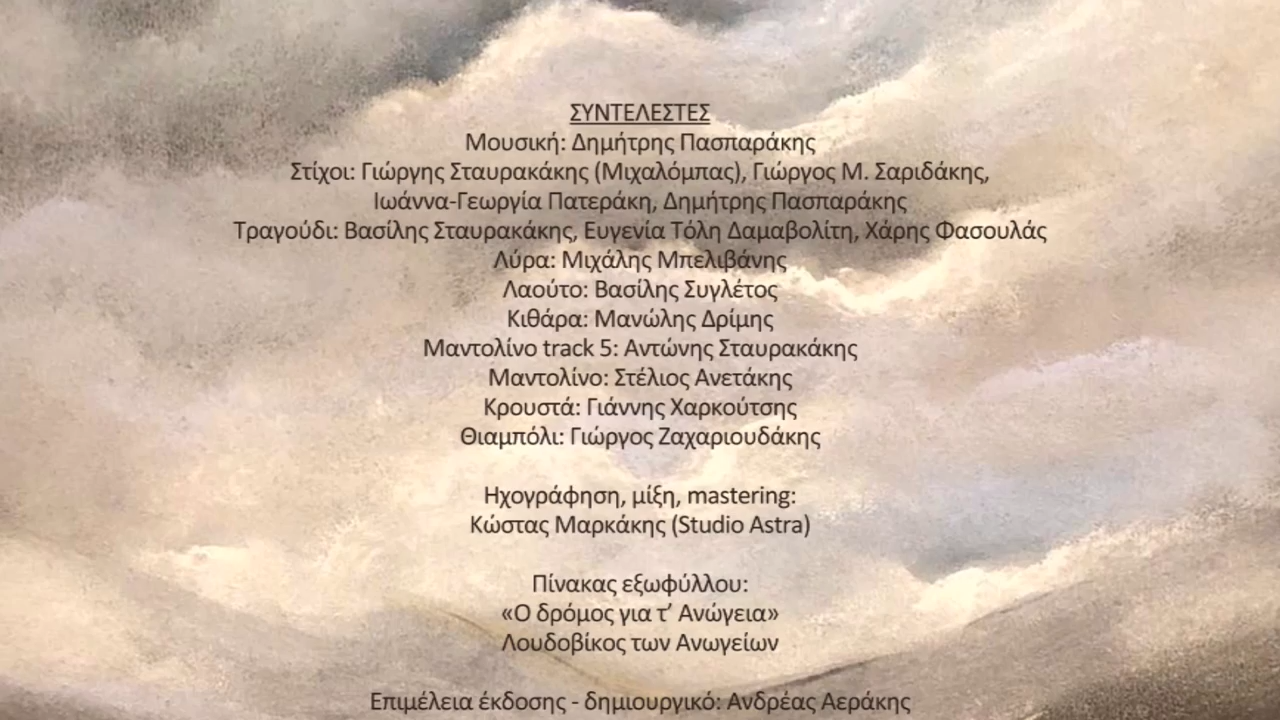 ΣΥΝΤΕΛΕΣΤΕΣ
Μουσική: Δημήτρης Πασπαράκης
Στίχοι: Γιώργης Σταυρακάκης (Μιχαλόμπας), Γιώργος Μ. Σαριδάκης,
Ιωάννα-Γεωργία Πατεράκη, Δημήτρης Πασπαράκης
Τραγούδι: Βασίλης Σταυρακάκης, Ευγενία Τόλη Δαμαβολίτη, Χάρης Φασουλάς
Λύρα: Μιχάλης Μπελιβάνης
Λαούτο: Βασίλης Συγλέτος
Κιθάρα: Μανώλης Δρίμης
Μαντολίνο track 5: Αντώνης Σταυρακάκης
Μαντολίνο: Στέλιος Ανετάκης
Κρουστά: Γιάννης Χαρκούτσης
Θιαμπόλι: Γιώργος Ζαχαριουδάκης
Ηχογράφηση, μίξη, mastering:
Κώστας Μαρκάκης (Studio Astra)
Πίνακας εξωφύλλου:
«Ο δρόμος για τ’ Ανώγεια»
Λουδοβίκος των Ανωγείων
Επιμέλεια έκδοσης - δημιουργικό: Ανδρέας Αεράκης